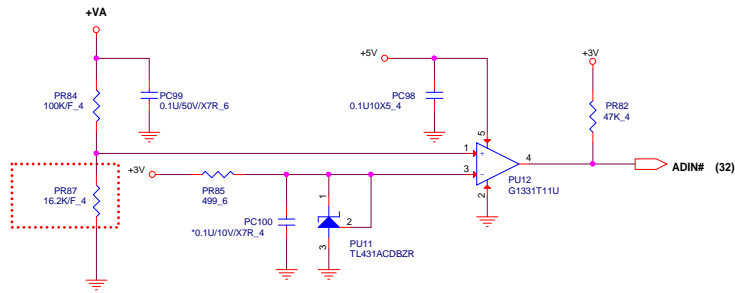 +VA
PR84
100K/F_4
PC99
0.1U/50V/X7R_6
PR87
16.2K/F_4
+3V
PR85
499_6
PC100
*0.1U/10V/X7R_4
1
2
3
PU11
TL431ACDBZR
+5V
PC98
0.1U10X5_4
5
1
+
3
−
4
2
PU12
G1331T11U
+3V
PR82
47K_4
ADIN# (32)